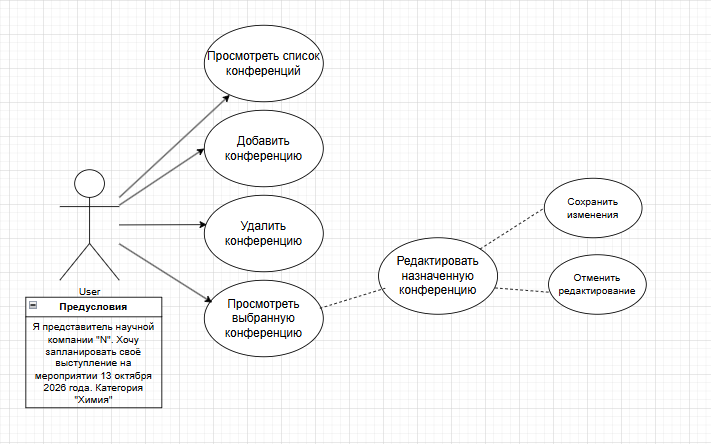 Просмотреть список
конференций
Добавить
конференцию
Удалить
конференцию
Просмотреть
выбранную
конференцию
Редактировать
назначенную
конференцию
Сохранить
изменения
Отменить
редактирование
User
Предусловия
Я представитель научной
компании "N". Хочу
запланировать своё
выступление на
мероприятии 13 октября
2026 года. Категория
"Химия"